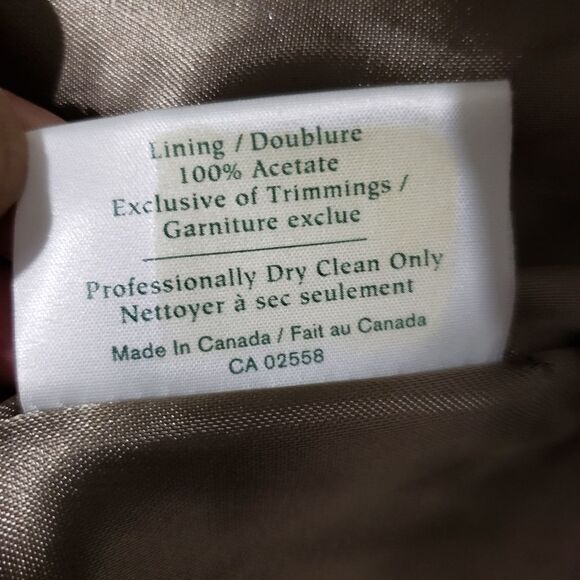 Lining / Doublure
100% Acetate
Exclusive of Trimmings /
Garniture exclue
Professionally Dry Clean Only
Nettoyer à sec seulement
Made In Canada / Fait au Canada
CA 02558